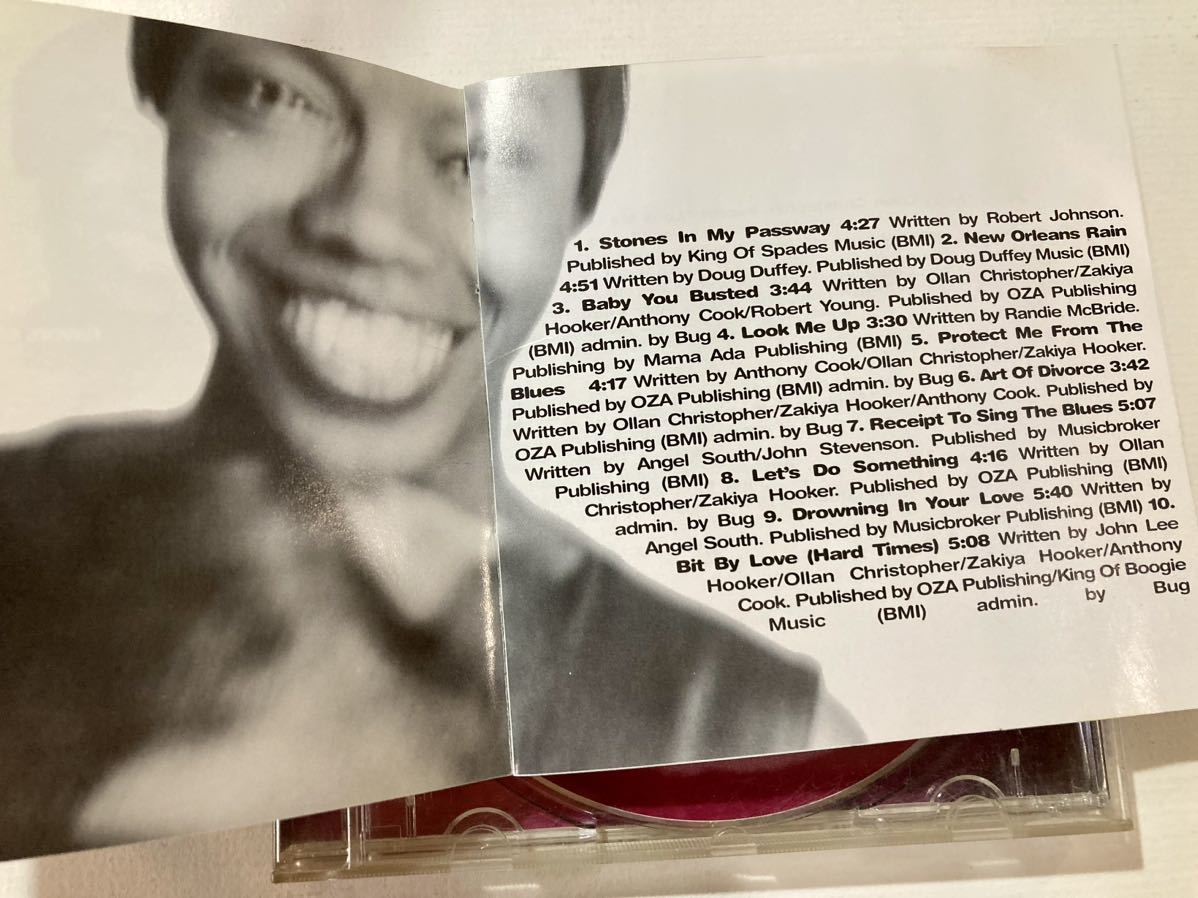 1. Stones In My Passway 4:27 Written by Robert Johnson.
Published by King Of Spades Music (BMI) 2. New Orleans Rain
4:51 Written by Doug Duffey. Published by Doug Duffey Music (BMI)
3. Baby You Busted 3:44 Written by Ollan Christopher/Zakiya
Hooker/Anthony Cook/Robert Young. Published by OZA Publishing
(BMI) admin. by Bug 4. Look Me Up 3:30 Written by Randie McBride.
Publishing by Mama Ada Publishing (BMI) 5. Protect Me From The
Blues 4:17 Written by Anthony Cook/Ollan Christopher/Zakiya Hooker.
Published by OZA Publishing (BMI) admin. by Bug 6. Art Of Divorce 3:42
Written by Ollan Christopher/Zakiya Hooker/Anthony Cook. Published by
OZA Publishing (BMI) admin. by Bug 7. Receipt To Sing The Blues 5:07
Written by Angel South/John Stevenson. Published by Musicbroker
Publishing (BMI) 8. Let's Do Something 4:16 Written by Ollan
Christopher/Zakiya Hooker. Published by OZA Publishing (BMI)
admin. by Bug 9. Drowning In Your Love 5:40 Written by
Angel South. Published by Musicbroker Publishing (BMI) 10.
Bit By Love (Hard Times) 5:08 Written by John Lee
Hooker/Ollan Christopher/Zakiya Hooker/Anthony
Cook. Published by OZA Publishing/King Of Boogie
Music (BMI) admin. by Bug